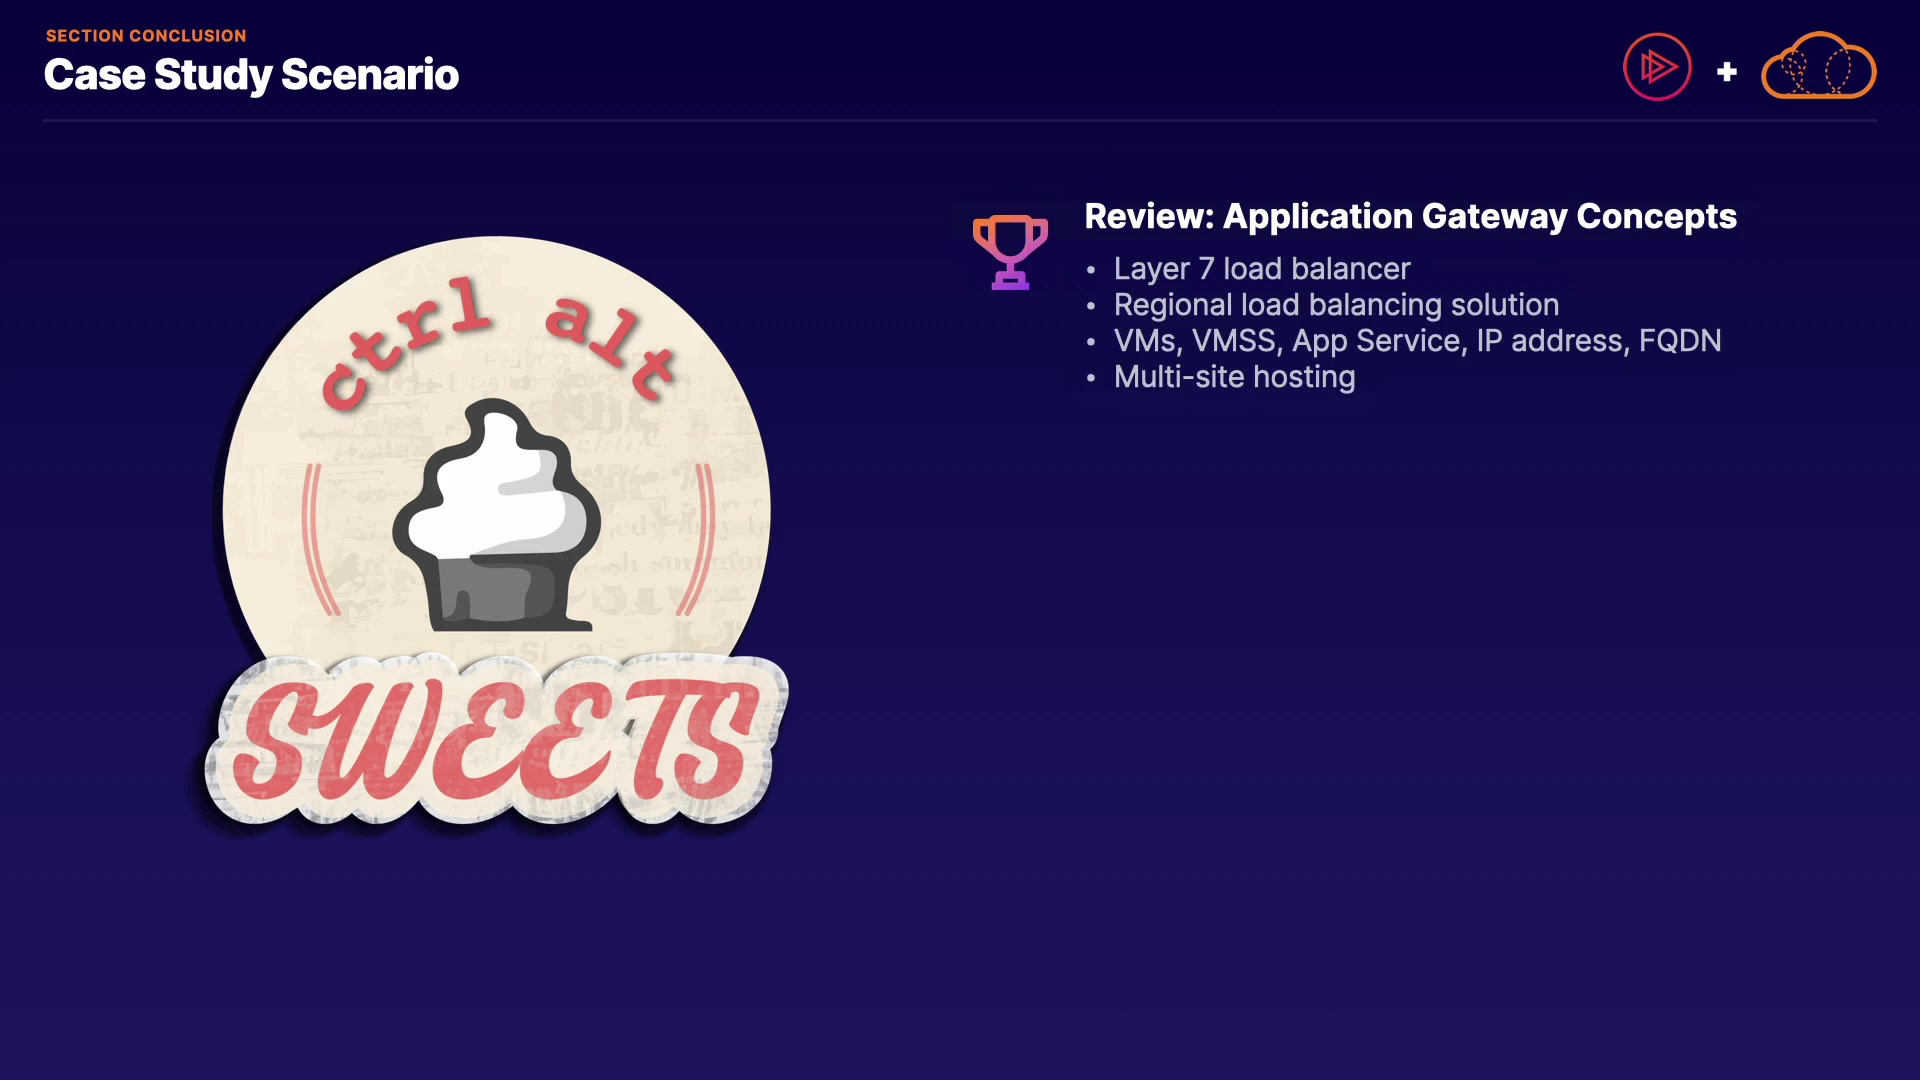 SECTION CONCLUSION
Case Study Scenario
ctrl alt
SWEETS
Review: Application Gateway Concepts
• Layer 7 load balancer
• Regional load balancing solution
• VMs, VMSS, App Service, IP address, FQDN
• Multi-site hosting